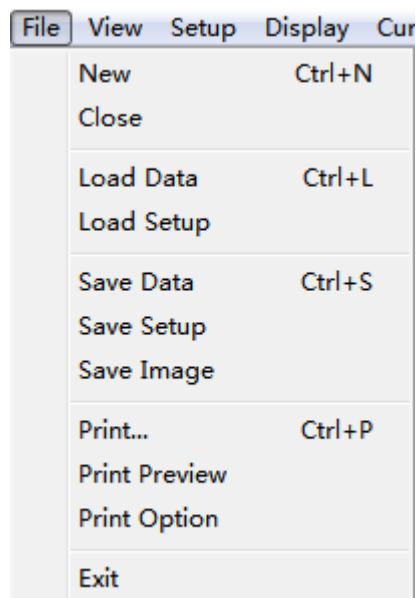 File View Setup Display Cur
New Ctrl+N
Close
Load Data Ctrl+L
Load Setup
Save Data Ctrl+S
Save Setup
Save Image
Print... Ctrl+P
Print Preview
Print Option
Exit